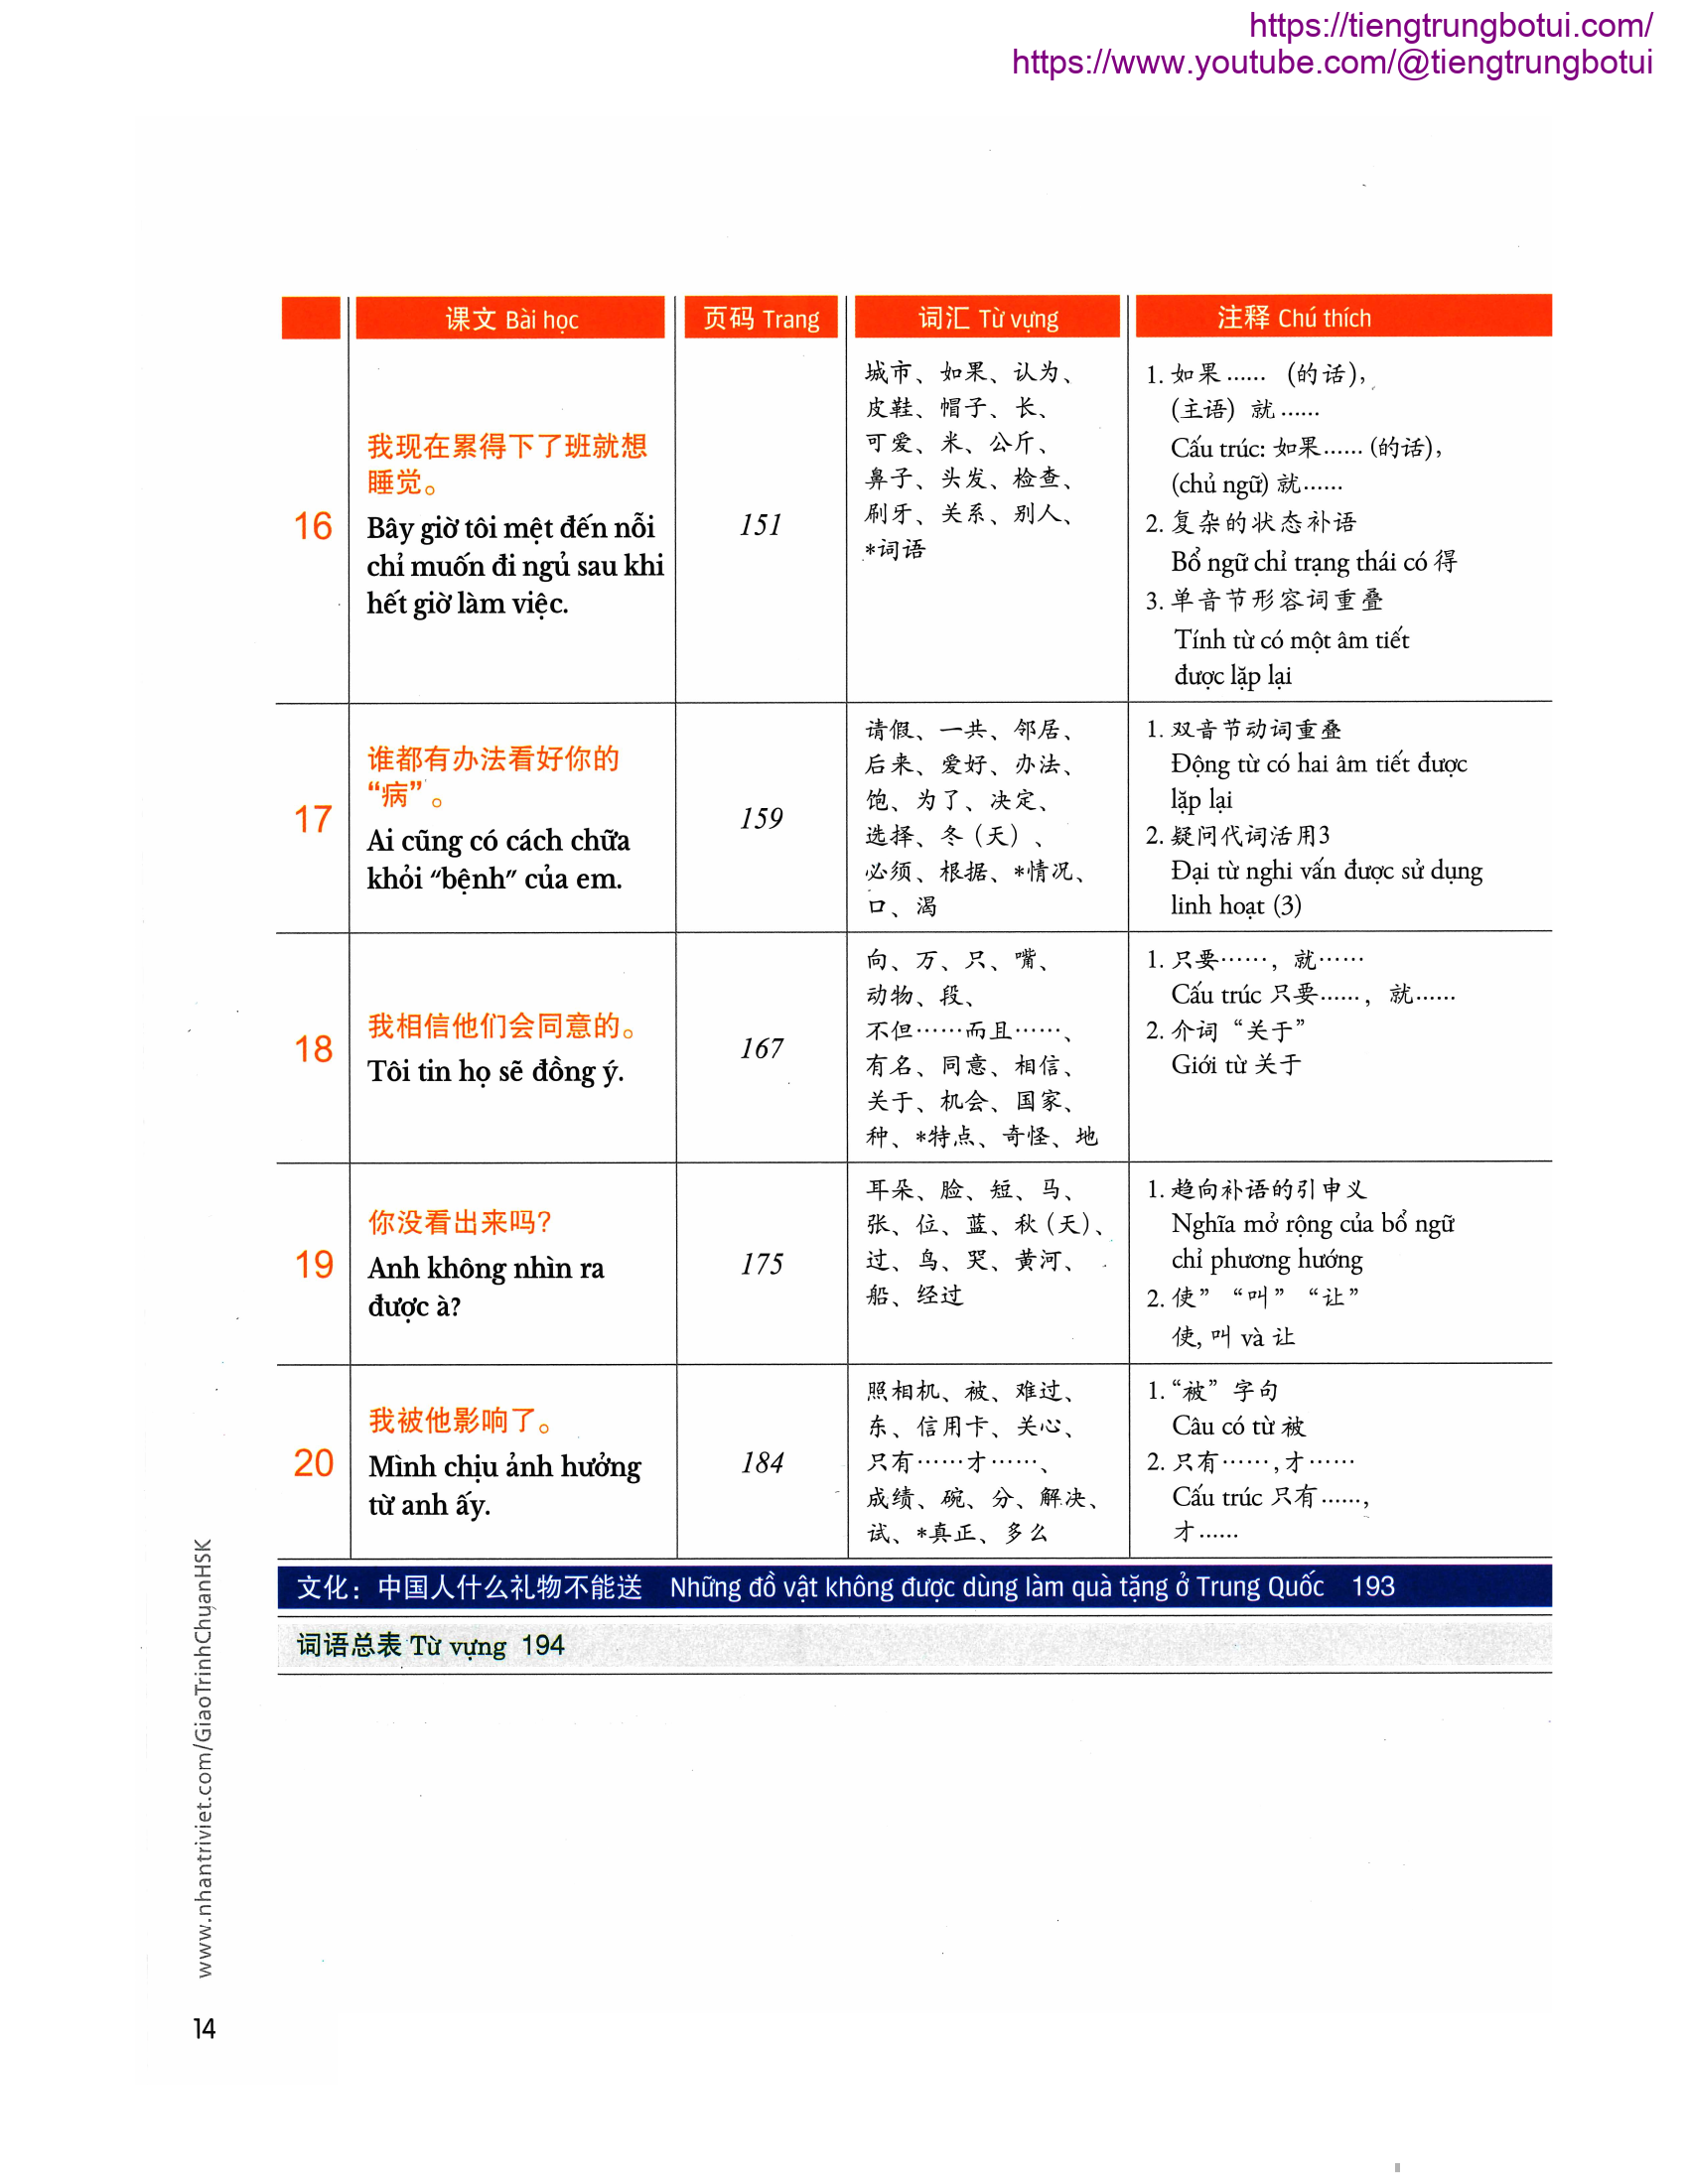 https://tiengtrungbotui.com/
https://www.youtube.com/@tiengtrungbotui
课文 Bài học
页码 Trang
词汇 Từ vựng
注释 Chú thích
16
我现在累得下了班就想
睡觉。
Bây giờ tôi mệt đến nỗi
chỉ muốn đi ngủ sau khi
hết giờ làm việc.
151
城市、如果、认为、
皮鞋、帽子、长、
可爱、米、公斤、
鼻子、头发、检查、
刷牙、关系、别人、
*词语
1. 如果…… (的话),
(主语) 就……
Cấu trúc: 如果…… (的话),
(chủ ngữ) 就……
2. 复杂的状态补语
Bổ ngữ chỉ trạng thái có 得
3. 单音节形容词重叠
Tính từ có một âm tiết
được lặp lại
17
谁都有办法看好你的
“病”。
Ai cũng có cách chữa
khỏi “bệnh” của em.
159
请假、一共、邻居、
后来、爱好、办法、
饱、为了、决定、
选择、冬（天）、
必须、根据、*情况、
口、渴
1. 双音节动词重叠
Động từ có hai âm tiết được
lặp lại
2. 疑问代词活用3
Đại từ nghi vấn được sử dụng
linh hoạt (3)
18
我相信他们会同意的。
Tôi tin họ sẽ đồng ý.
167
向、万、只、嘴、
动物、段、
不但……而且……、
有名、同意、相信、
关于、机会、国家、
种、*特点、奇怪、地
1. 只要……，就……
Cấu trúc 只要……，就……
2. 介词“关于”
Giới từ 关于
19
你没看出来吗?
Anh không nhìn ra
được à?
175
耳朵、脸、短、马、
张、位、蓝、秋（天）、
过、鸟、哭、黄河、
船、经过
1. 趋向补语的引申义
Nghĩa mở rộng của bổ ngữ
chỉ phương hướng
2. 使” “叫” “让”
使, 叫 và 让
20
我被他影响了。
Mình chịu ảnh hưởng
từ anh ấy.
184
照相机、被、难过、
东、信用卡、关心、
只有……才……、
成绩、碗、分、解决、
试、*真正、多么
1. “被”字句
Câu có từ 被
2. 只有……,才……
Cấu trúc 只有……,
才……
文化：中国人什么礼物不能送 Những đồ vật không được dùng làm quà tặng ở Trung Quốc 193
词语总表 Từ vựng 194
www.nhantriviet.com/GiaoTrinhChuanHSK
14